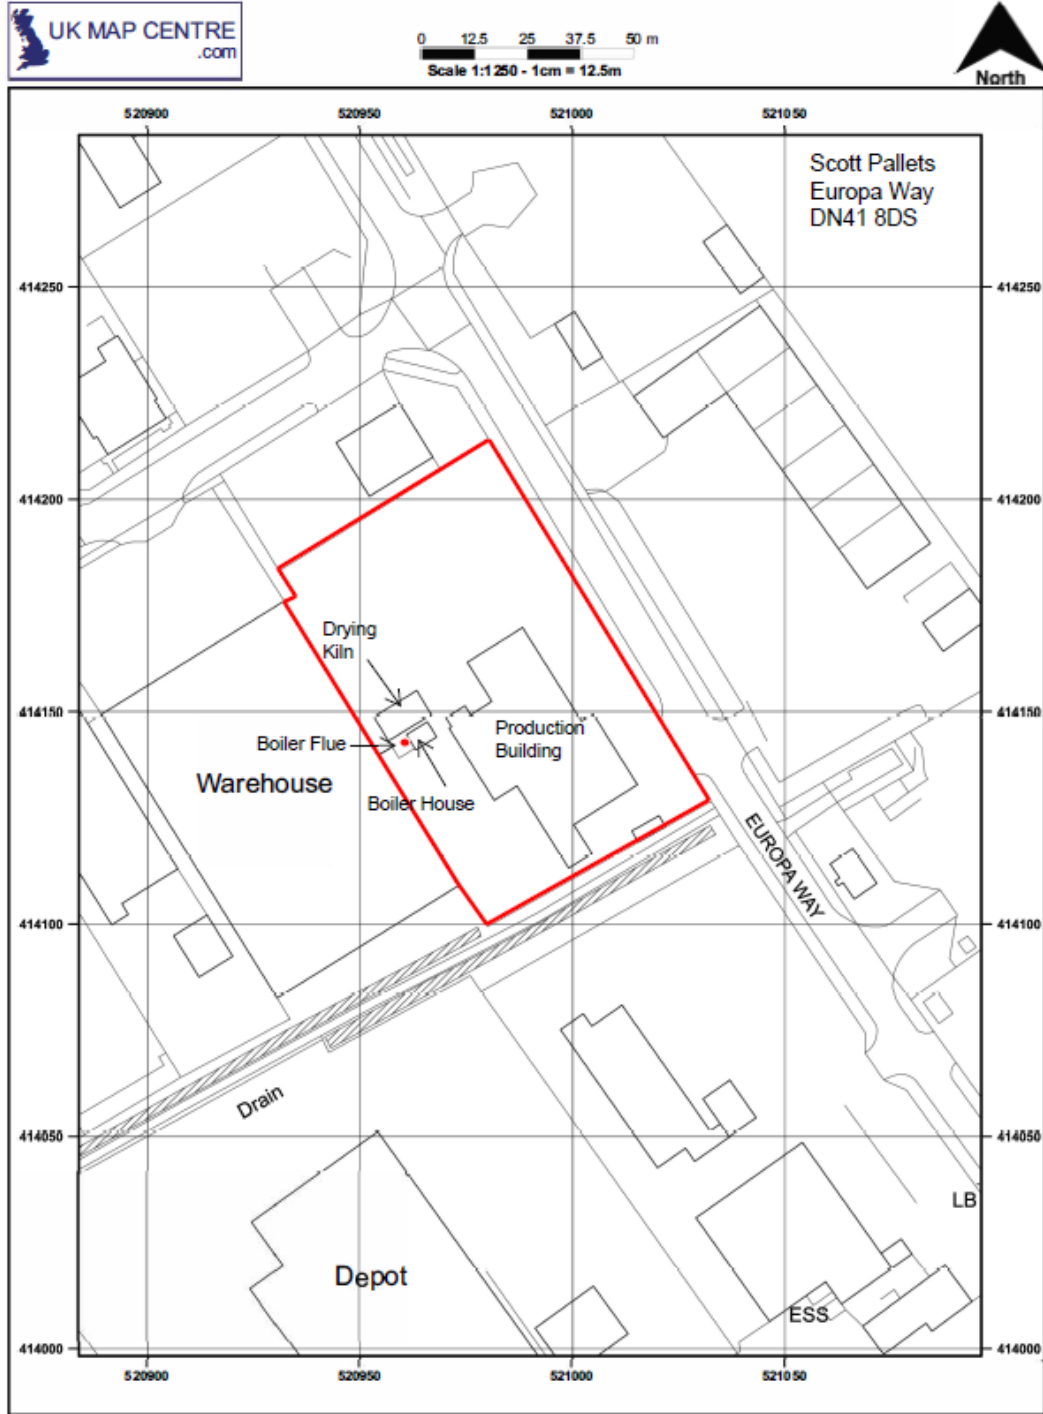 UK MAP CENTRE
.com
0 12.5 25 37.5 50 m
Scale 1:1250 - 1cm = 12.5m
North
520900 520950 521000 521050
Scott Pallets
Europa Way
DN41 8DS
414250 414250
414200 414200
Drying
Kiln
414150 414150
Production
Building
Boiler Flue
Warehouse
Boiler House
EUROPA WAY
414100 414100
Drain
414050 414050
LB
Depot
ESS
414000 414000
520900 520950 521000 521050